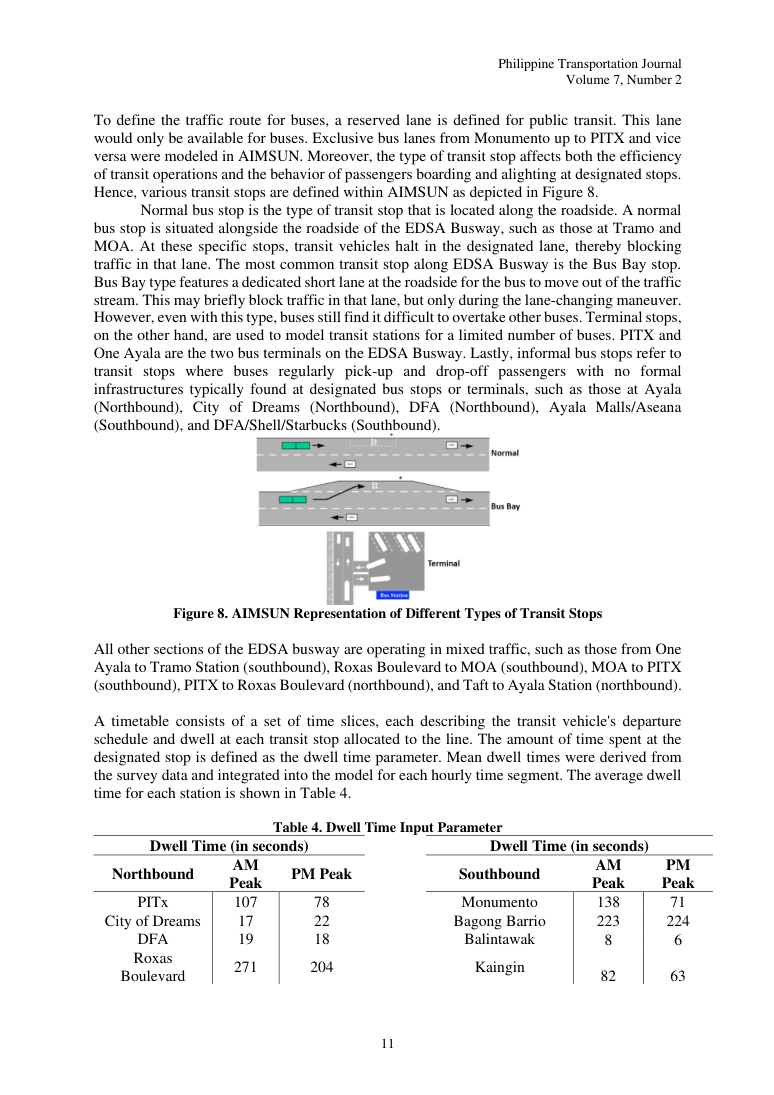 Philippine Transportation Journal
Volume 7, Number 2
To define the traffic route for buses, a reserved lane is defined for public transit. This lane
would only be available for buses. Exclusive bus lanes from Monumento up to PITX and vice
versa were modeled in AIMSUN. Moreover, the type of transit stop affects both the efficiency
of transit operations and the behavior of passengers boarding and alighting at designated stops.
Hence, various transit stops are defined within AIMSUN as depicted in Figure 8.
Normal bus stop is the type of transit stop that is located along the roadside. A normal
bus stop is situated alongside the roadside of the EDSA Busway, such as those at Tramo and
MOA. At these specific stops, transit vehicles halt in the designated lane, thereby blocking
traffic in that lane. The most common transit stop along EDSA Busway is the Bus Bay stop.
Bus Bay type features a dedicated short lane at the roadside for the bus to move out of the traffic
stream. This may briefly block traffic in that lane, but only during the lane-changing maneuver.
However, even with this type, buses still find it difficult to overtake other buses. Terminal stops,
on the other hand, are used to model transit stations for a limited number of buses. PITX and
One Ayala are the two bus terminals on the EDSA Busway. Lastly, informal bus stops refer to
transit stops where buses regularly pick-up and drop-off passengers with no formal
infrastructures typically found at designated bus stops or terminals, such as those at Ayala
(Northbound), City of Dreams (Northbound), DFA (Northbound), Ayala Malls/Aseana
(Southbound), and DFA/Shell/Starbucks (Southbound).
Normal
Bus Bay
Terminal
Bus Station
Figure 8. AIMSUN Representation of Different Types of Transit Stops
All other sections of the EDSA busway are operating in mixed traffic, such as those from One
Ayala to Tramo Station (southbound), Roxas Boulevard to MOA (southbound), MOA to PITX
(southbound), PITX to Roxas Boulevard (northbound), and Taft to Ayala Station (northbound).
A timetable consists of a set of time slices, each describing the transit vehicle's departure
schedule and dwell at each transit stop allocated to the line. The amount of time spent at the
designated stop is defined as the dwell time parameter. Mean dwell times were derived from
the survey data and integrated into the model for each hourly time segment. The average dwell
time for each station is shown in Table 4.
Table 4. Dwell Time Input Parameter
Dwell Time (in seconds)
Northbound AM Peak PM Peak
PITx 107 78
City of Dreams 17 22
DFA 19 18
Roxas Boulevard 271 204
Dwell Time (in seconds)
Southbound AM Peak PM Peak
Monumento 138 71
Bagong Barrio 223 224
Balintawak 8 6
Kaingin 82 63
11